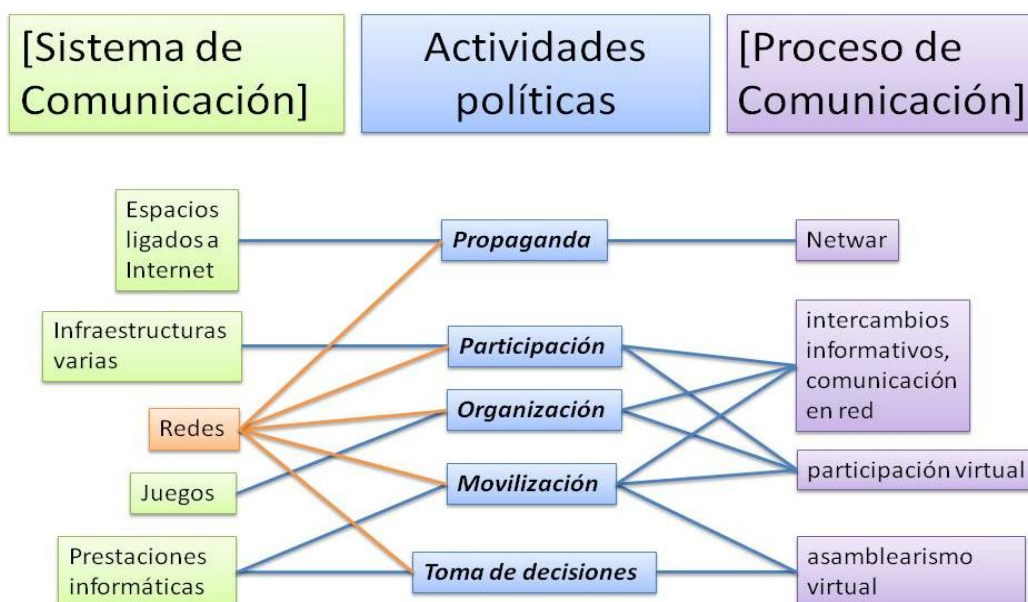 [Sistema de
Comunicación]
Actividades
políticas
[Proceso de
Comunicación]
Espacios
ligados a
Internet
Propaganda
Netwar
Infraestructuras
varias
Participación
intercambios
informativos,
comunicación
en red
Organización
Redes
Movilización
participación virtual
Juegos
Prestaciones
informáticas
Toma de decisiones
asamblearismo
virtual